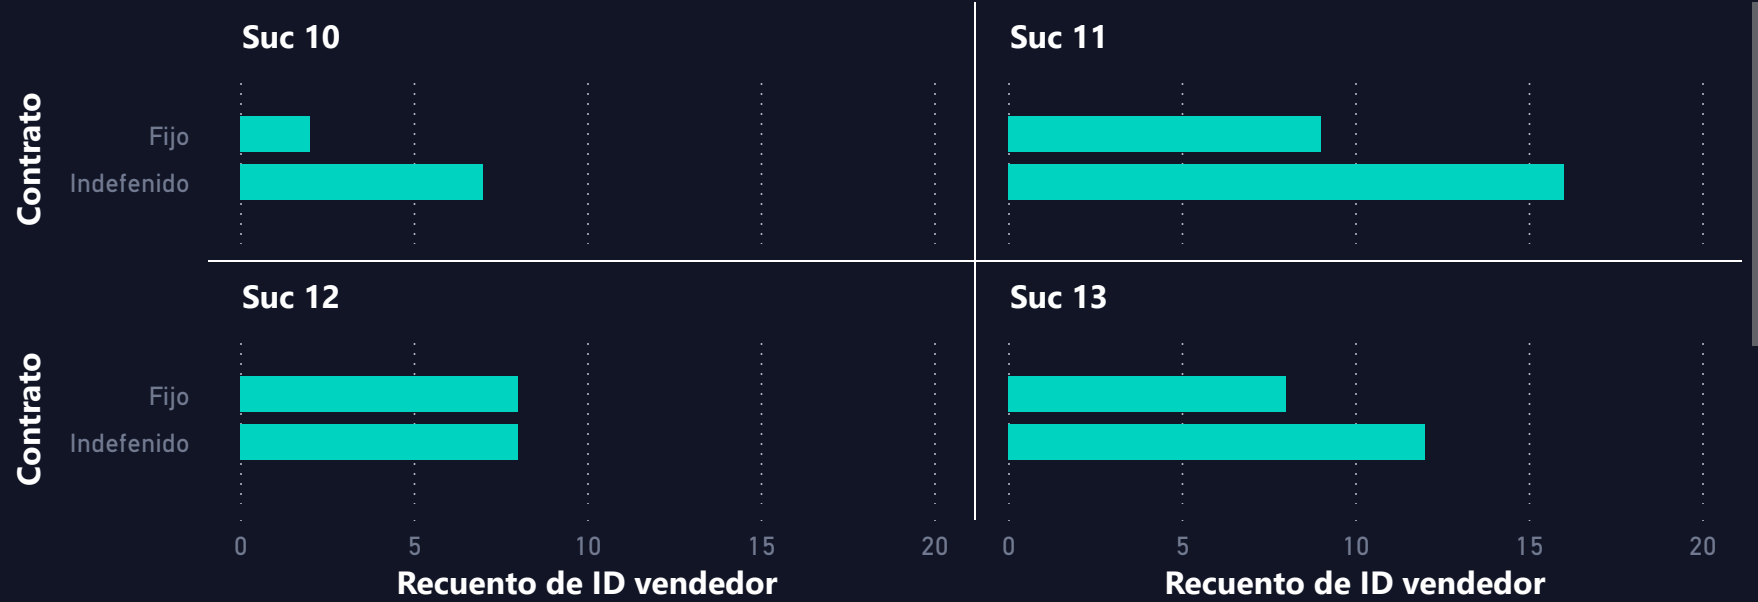 Suc 10
Suc 11
Contrato
Fijo
Indefenido
Suc 12
Suc 13
Contrato
Fijo
Indefenido
0 5 10 15 20
0 5 10 15 20
Recuento de ID vendedor
Recuento de ID vendedor